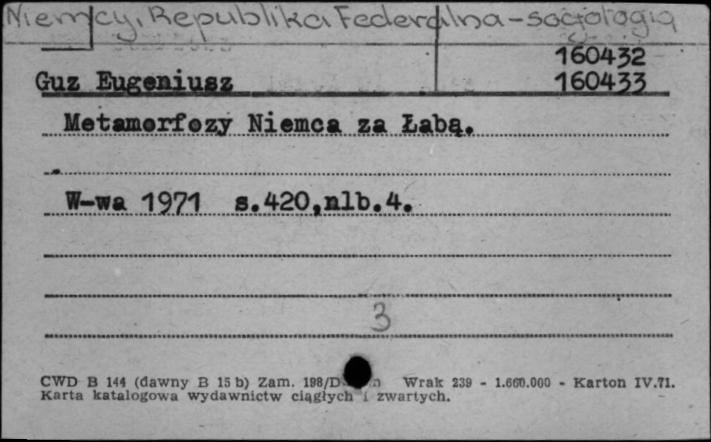 Niemcy, Republika Federalna - socjologia
160432
Guz Eugeniusz 160433
Metamorfozy Niemca za Łabą.
W-wa 1971 s.420,nlb.4.
3
CWD B 144 (dawny B 15 b) Zam. 198/D Wrak 239 - 1.660.000 - Karton IV.71.
Karta katalogowa wydawnictw ciągłych i zwartych.